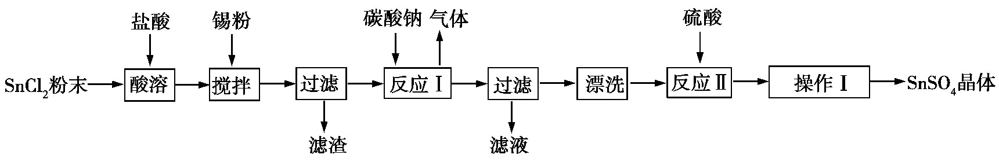 盐酸 锡粉 碳酸钠 气体 硫酸
SnCl₂粉末 酸溶 搅拌 过滤 反应Ⅰ 过滤 漂洗 反应Ⅱ 操作Ⅰ SnSO₄晶体
滤渣 滤液